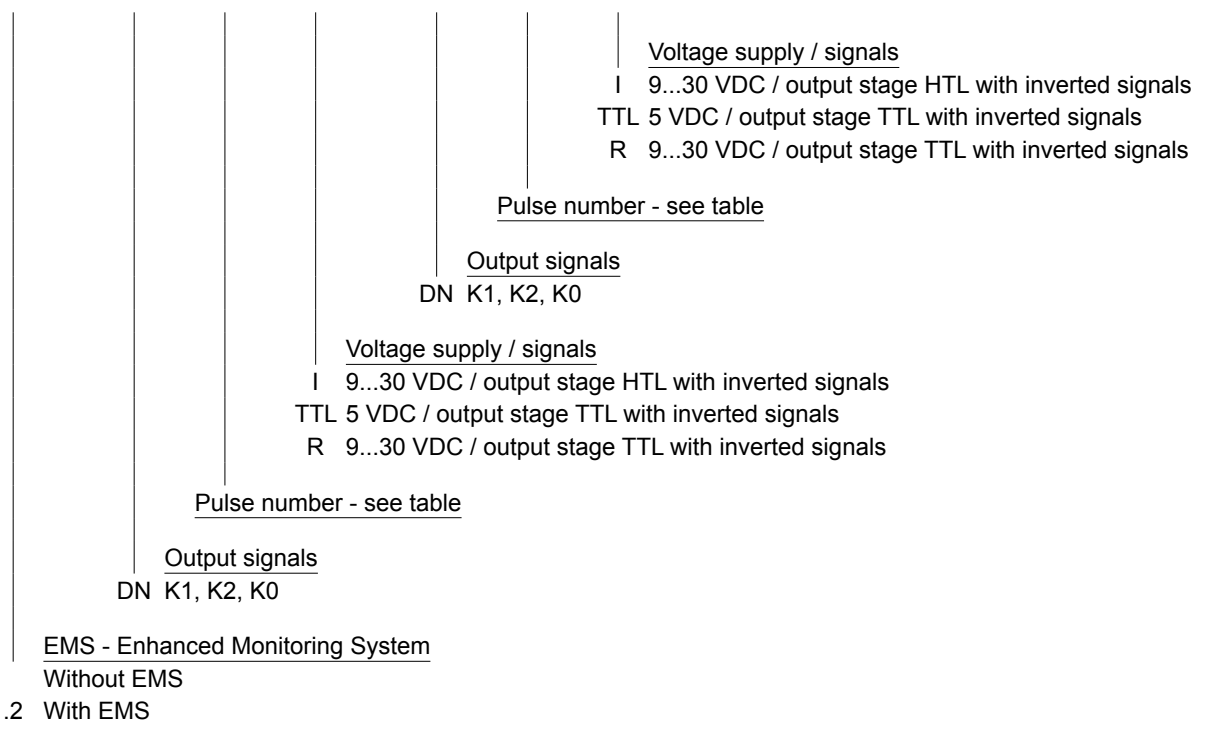 Voltage supply / signals
I 9...30 VDC / output stage HTL with inverted signals
TTL 5 VDC / output stage TTL with inverted signals
R 9...30 VDC / output stage TTL with inverted signals
Pulse number - see table
Output signals
DN K1, K2, K0
Voltage supply / signals
I 9...30 VDC / output stage HTL with inverted signals
TTL 5 VDC / output stage TTL with inverted signals
R 9...30 VDC / output stage TTL with inverted signals
Pulse number - see table
Output signals
DN K1, K2, K0
EMS - Enhanced Monitoring System
Without EMS
.2 With EMS